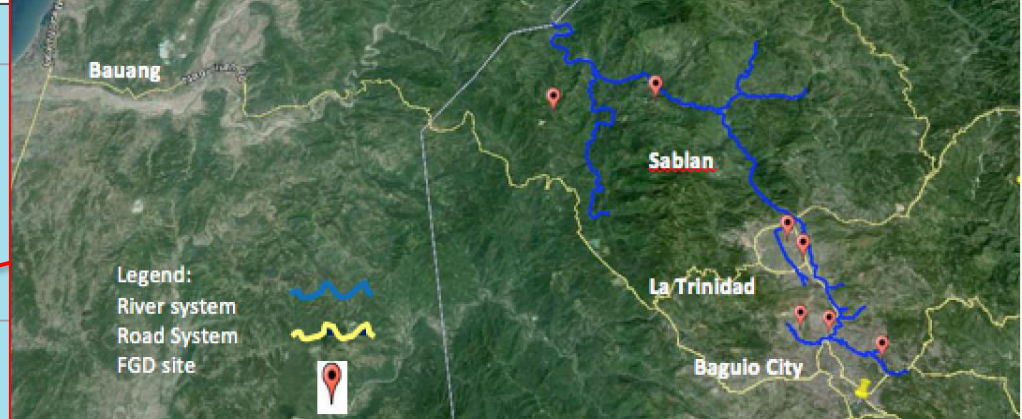 Bauang
Sablan
La Trinidad
Baguio City
Legend:
River system
Road System
FGD site